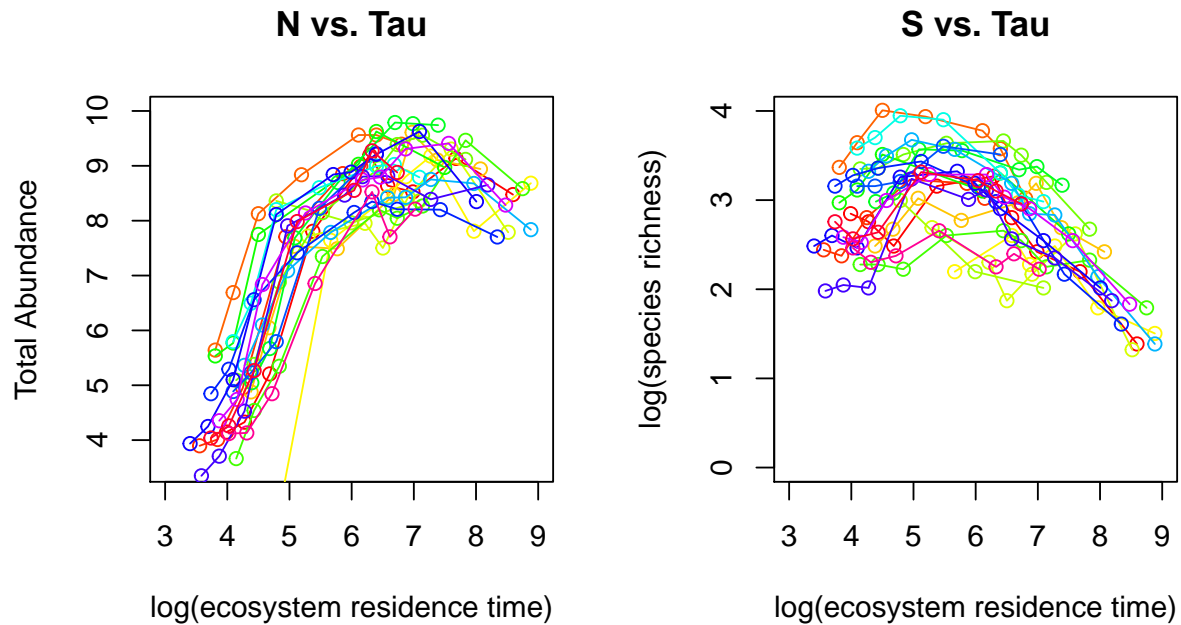 N vs. Tau
Total Abundance
10
9
8
7
6
5
4
3 4 5 6 7 8 9
log(ecosystem residence time)
S vs. Tau
log(species richness)
4
3
2
1
0
3 4 5 6 7 8 9
log(ecosystem residence time)